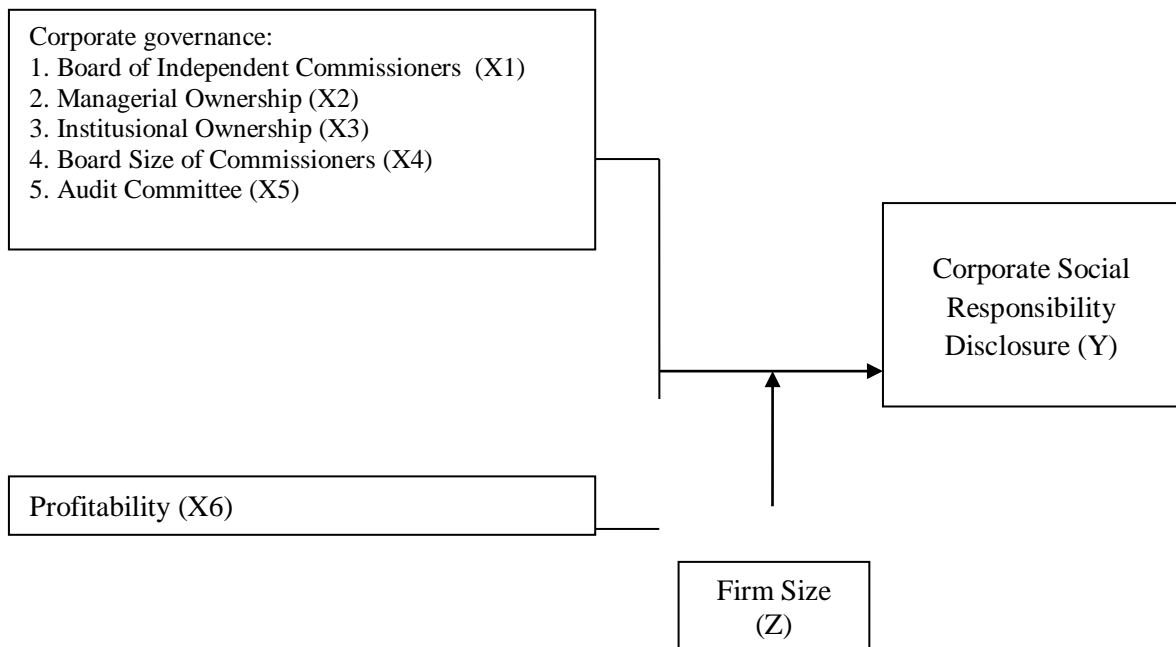 Corporate governance:
1. Board of Independent Commissioners  (X1)
2. Managerial Ownership (X2)
3. Institusional Ownership (X3)
4. Board Size of Commissioners (X4)
5. Audit Committee (X5)
Corporate Social
Responsibility
Disclosure (Y)
Profitability (X6)
Firm Size
(Z)